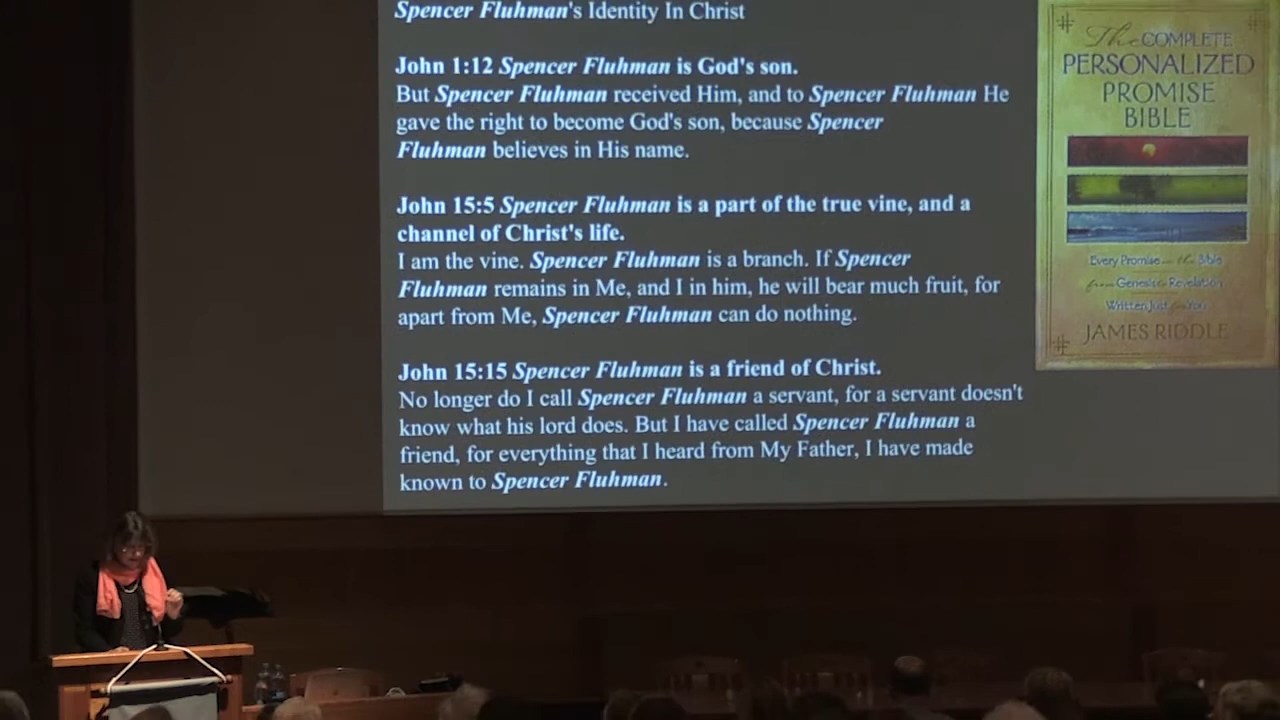 Spencer Fluhman's Identity In Christ
John 1:12 Spencer Fluhman is God's son.
But Spencer Fluhman received Him, and to Spencer Fluhman He
gave the right to become God's son, because Spencer
Fluhman believes in His name.
John 15:5 Spencer Fluhman is a part of the true vine, and a
channel of Christ's life.
I am the vine. Spencer Fluhman is a branch. If Spencer
Fluhman remains in Me, and I in him, he will bear much fruit, for
apart from Me, Spencer Fluhman can do nothing.
John 15:15 Spencer Fluhman is a friend of Christ.
No longer do I call Spencer Fluhman a servant, for a servant doesn't
know what his lord does. But I have called Spencer Fluhman a
friend, for everything that I heard from My Father, I have made
known to Spencer Fluhman.
The COMPLETE
PERSONALIZED
PROMISE
BIBLE
Every Promise in the Bible
from Genesis to Revelation
Written Just for You
JAMES RIDDLE